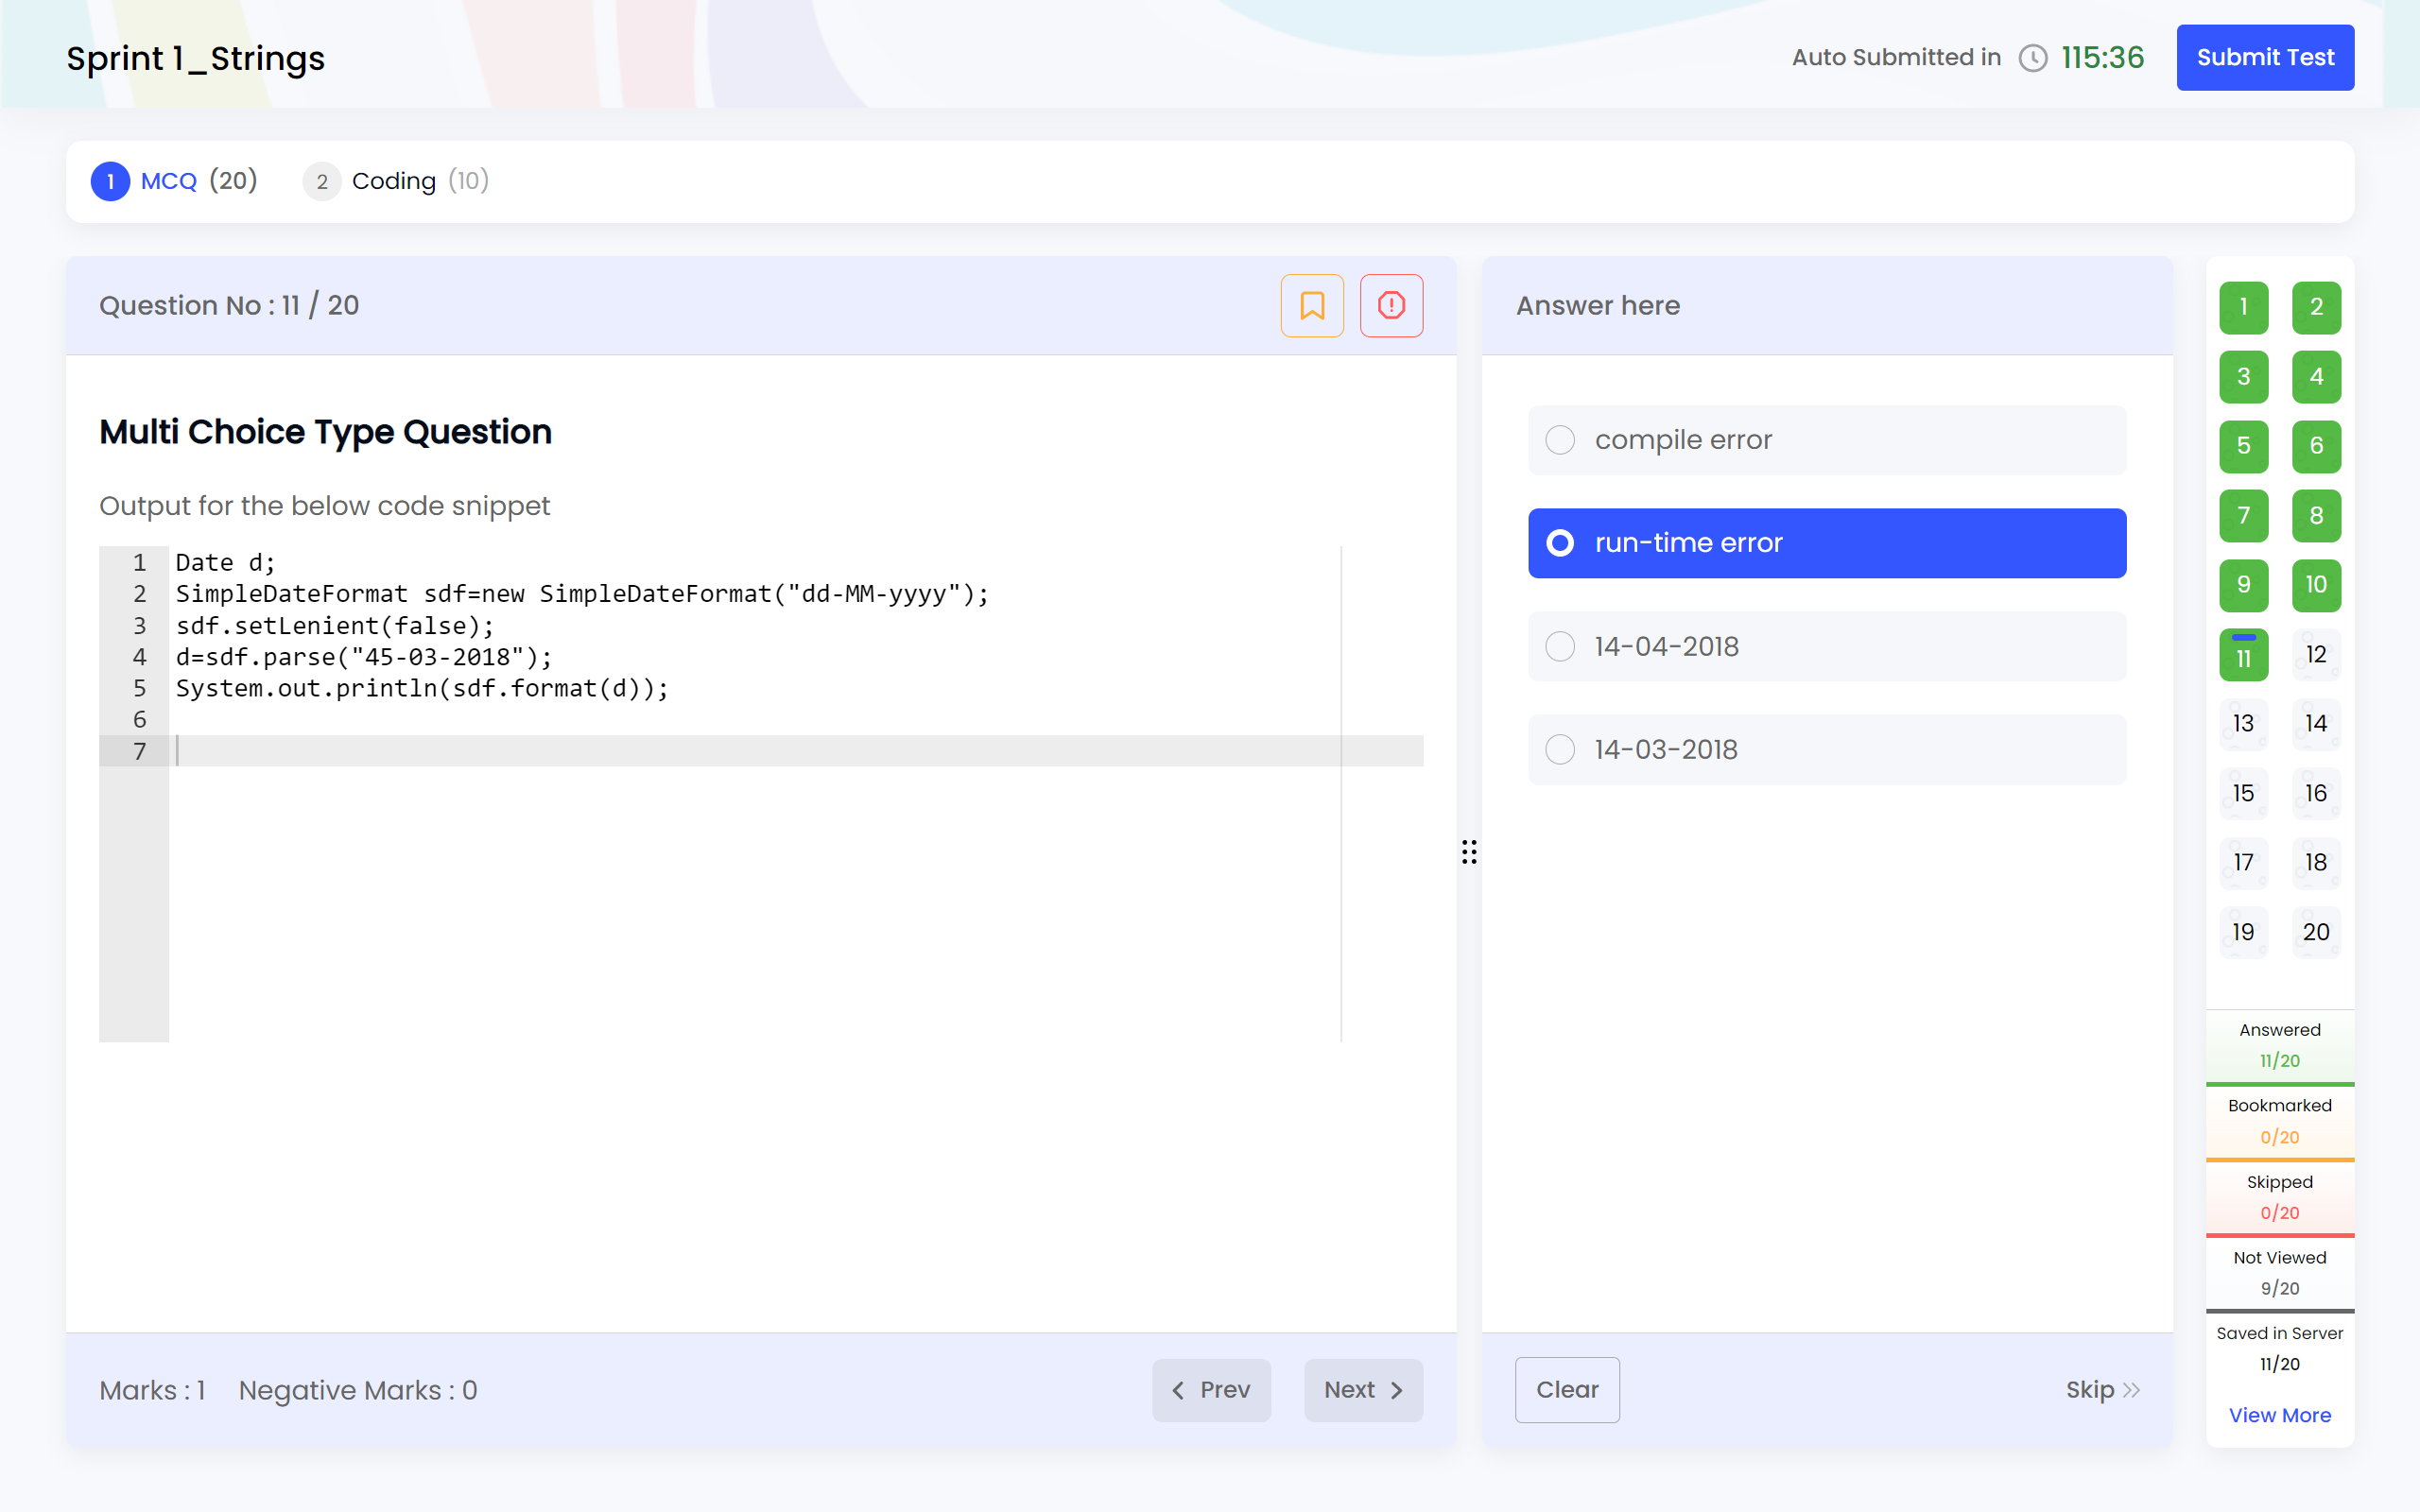 Sprint 1_Strings
Auto Submitted in 115:36
Submit Test
1 MCQ (20)
2 Coding (10)
Question No : 11 / 20
Multi Choice Type Question
Output for the below code snippet
1 Date d;
2 SimpleDateFormat sdf=new SimpleDateFormat("dd-MM-yyyy");
3 sdf.setLenient(false);
4 d=sdf.parse("45-03-2018");
5 System.out.println(sdf.format(d));
6
7
Marks : 1 Negative Marks : 0
Prev
Next
Answer here
compile error
run-time error
14-04-2018
14-03-2018
Clear
Skip
1 2
3 4
5 6
7 8
9 10
11 12
13 14
15 16
17 18
19 20
Answered
11/20
Bookmarked
0/20
Skipped
0/20
Not Viewed
9/20
Saved in Server
11/20
View More